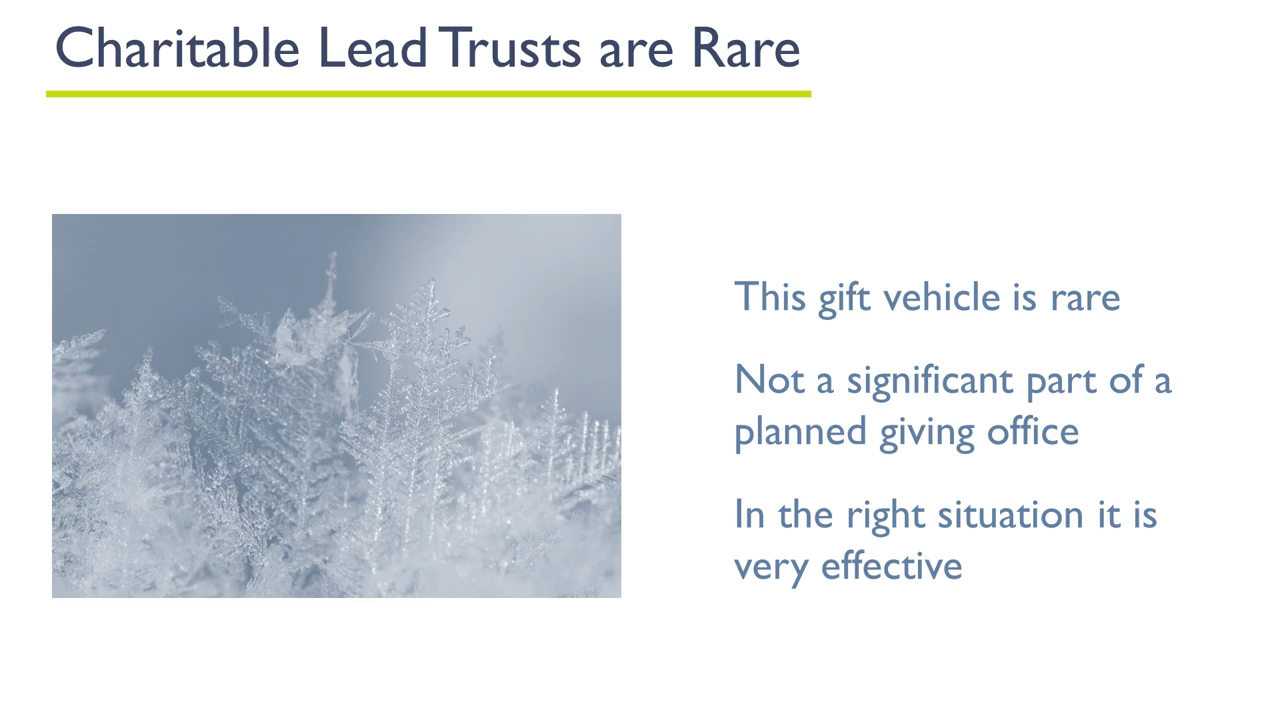 Charitable Lead Trusts are Rare
This gift vehicle is rare
Not a significant part of a
planned giving office
In the right situation it is
very effective